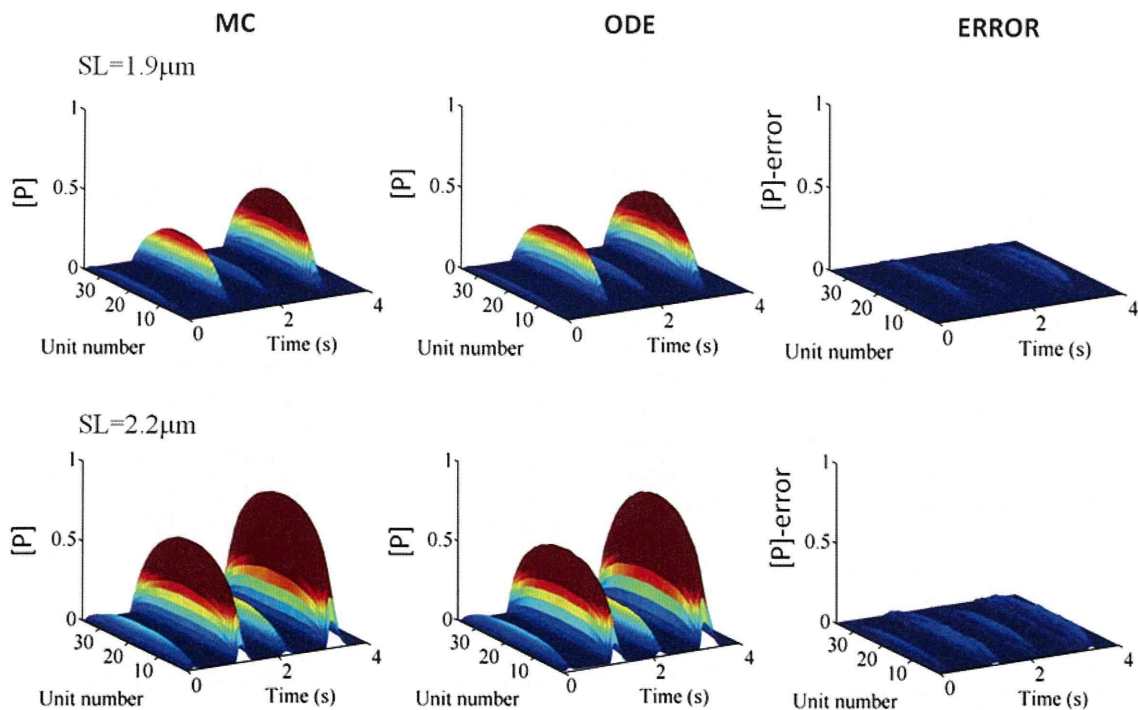 MC ODE ERROR
SL=1.9μm
1 1 1
0.5 0.5 0.5
[P] [P] [P]-error
0 0 0
30 30 30
20 20 20
10 10 10
0 2 4 0 2 4 0 2 4
Unit number Time (s) Unit number Time (s) Unit number Time (s)
SL=2.2μm
1 1 1
0.5 0.5 0.5
[P] [P] [P]-error
0 0 0
30 30 30
20 20 20
10 10 10
0 2 4 0 2 4 0 2 4
Unit number Time (s) Unit number Time (s) Unit number Time (s)